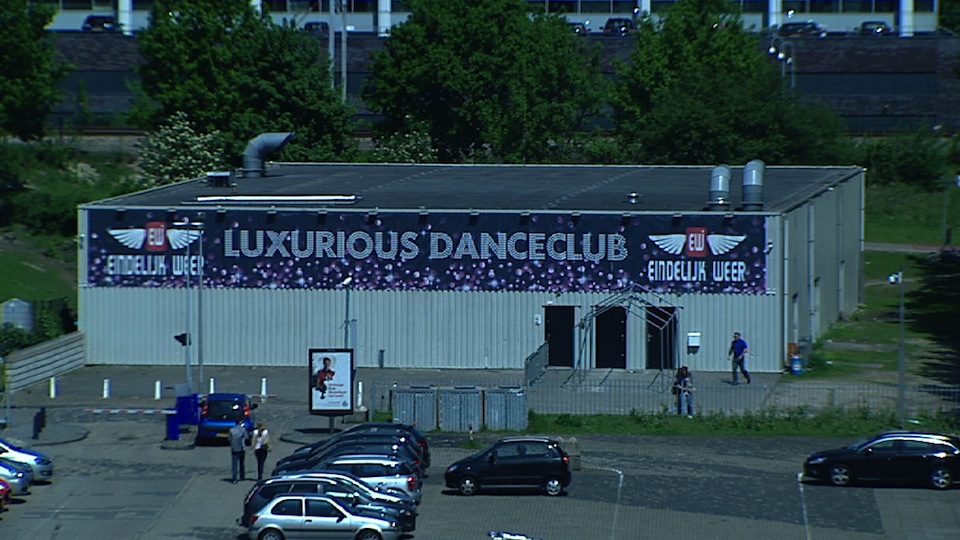 EW
EINDELIJK WEER
LUXURIOUS DANCECLUB
EW
EINDELIJK WEER